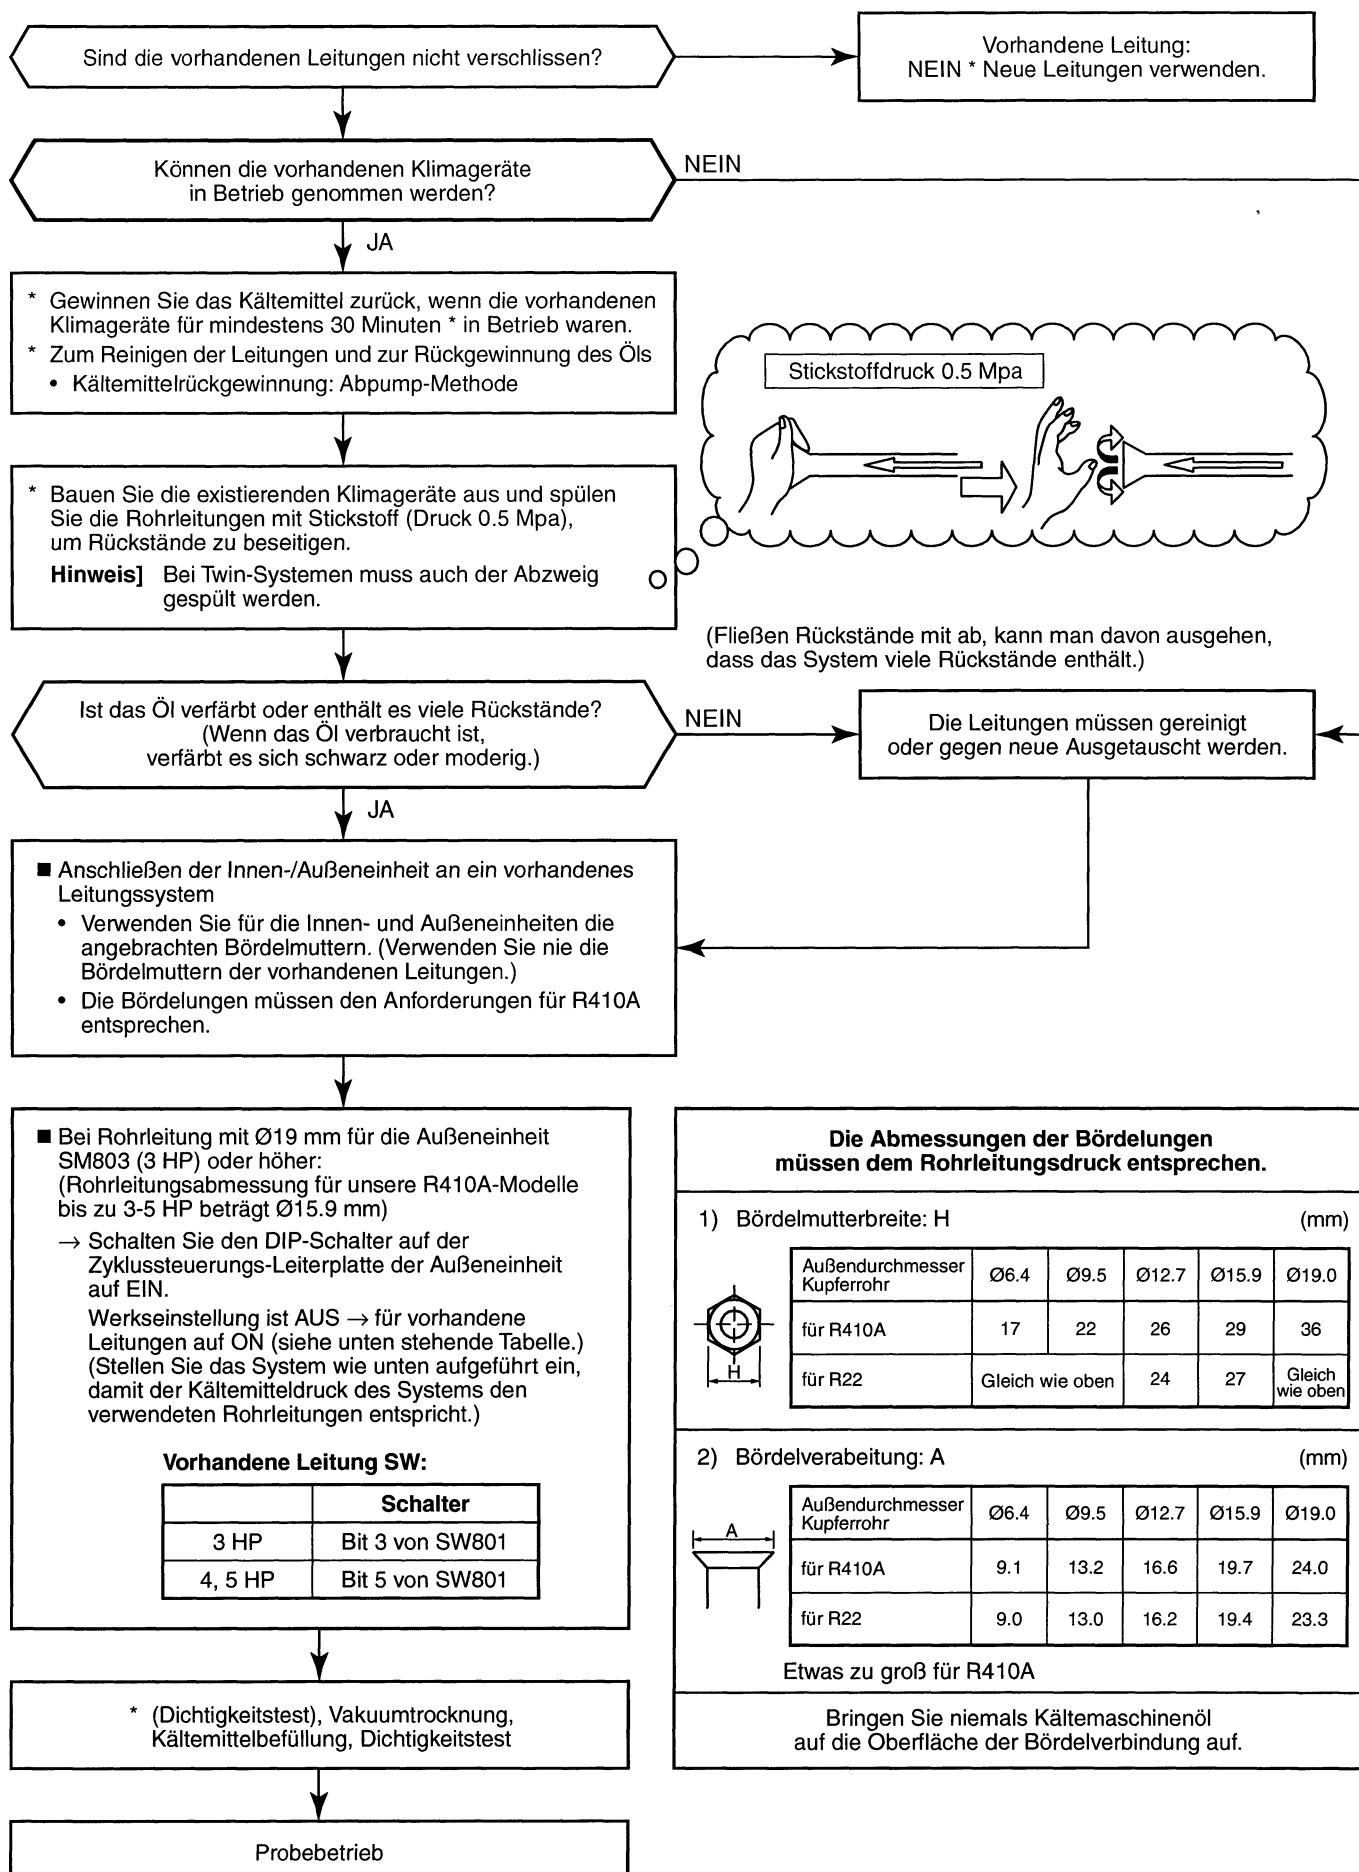 Sind die vorhandenen Leitungen nicht verschlissen?
Vorhandene Leitung:
NEIN * Neue Leitungen verwenden.
Können die vorhandenen Klimageräte
in Betrieb genommen werden?
NEIN
JA
* Gewinnen Sie das Kältemittel zurück, wenn die vorhandenen
Klimageräte für mindestens 30 Minuten * in Betrieb waren.
* Zum Reinigen der Leitungen und zur Rückgewinnung des Öls
• Kältemittelrückgewinnung: Abpump-Methode
Stickstoffdruck 0.5 Mpa
* Bauen Sie die existierenden Klimageräte aus und spülen
Sie die Rohrleitungen mit Stickstoff (Druck 0.5 Mpa),
um Rückstände zu beseitigen.
Hinweis] Bei Twin-Systemen muss auch der Abzweig
gespült werden.
(Fließen Rückstände mit ab, kann man davon ausgehen,
dass das System viele Rückstände enthält.)
Ist das Öl verfärbt oder enthält es viele Rückstände?
(Wenn das Öl verbraucht ist,
verfärbt es sich schwarz oder moderig.)
NEIN
Die Leitungen müssen gereinigt
oder gegen neue Ausgetauscht werden.
JA
■ Anschließen der Innen-/Außeneinheit an ein vorhandenes
Leitungssystem
• Verwenden Sie für die Innen- und Außeneinheiten die
angebrachten Bördelmuttern. (Verwenden Sie nie die
Bördelmuttern der vorhandenen Leitungen.)
• Die Bördelungen müssen den Anforderungen für R410A
entsprechen.
■ Bei Rohrleitung mit Ø19 mm für die Außeneinheit
SM803 (3 HP) oder höher:
(Rohrleitungsabmessung für unsere R410A-Modelle
bis zu 3-5 HP beträgt Ø15.9 mm)
→ Schalten Sie den DIP-Schalter auf der
Zyklussteuerungs-Leiterplatte der Außeneinheit
auf EIN.
Werkseinstellung ist AUS → für vorhandene
Leitungen auf ON (siehe unten stehende Tabelle.)
(Stellen Sie das System wie unten aufgeführt ein,
damit der Kältemitteldruck des Systems den
verwendeten Rohrleitungen entspricht.)
Vorhandene Leitung SW:
Schalter
3 HP Bit 3 von SW801
4, 5 HP Bit 5 von SW801
* (Dichtigkeitstest), Vakuumtrocknung,
Kältemittelbefüllung, Dichtigkeitstest
Probebetrieb
Die Abmessungen der Bördelungen
müssen dem Rohrleitungsdruck entsprechen.
1) Bördelmutterbreite: H (mm)
H
Außendurchmesser
Kupferrohr Ø6.4 Ø9.5 Ø12.7 Ø15.9 Ø19.0
für R410A 17 22 26 29 36
für R22 Gleich wie oben 24 27 Gleich
wie oben
2) Bördelverabeitung: A (mm)
A
Außendurchmesser
Kupferrohr Ø6.4 Ø9.5 Ø12.7 Ø15.9 Ø19.0
für R410A 9.1 13.2 16.6 19.7 24.0
für R22 9.0 13.0 16.2 19.4 23.3
Etwas zu groß für R410A
Bringen Sie niemals Kältemaschinenöl
auf die Oberfläche der Bördelverbindung auf.